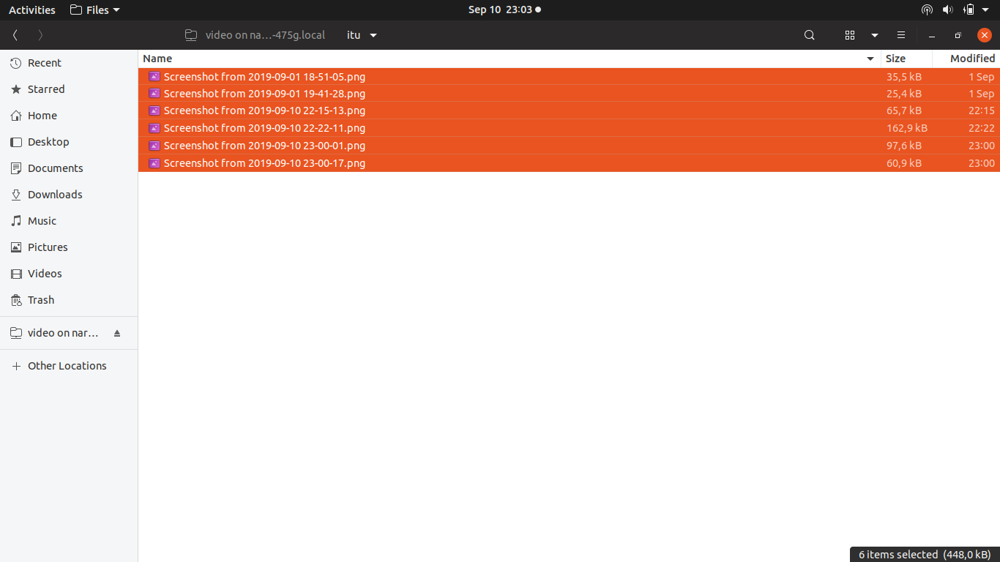 Activities Files Sep 10 23:03
video on na...-475g.local itu
Recent
Starred
Home
Desktop
Documents
Downloads
Music
Pictures
Videos
Trash
video on nar...
Other Locations
Name Size Modified
Screenshot from 2019-09-01 18-51-05.png 35,5 kB 1 Sep
Screenshot from 2019-09-01 19-41-28.png 25,4 kB 1 Sep
Screenshot from 2019-09-10 22-15-13.png 65,7 kB 22:15
Screenshot from 2019-09-10 22-22-11.png 162,9 kB 22:22
Screenshot from 2019-09-10 23-00-01.png 97,6 kB 23:00
Screenshot from 2019-09-10 23-00-17.png 60,9 kB 23:00
6 items selected (448,0 kB)